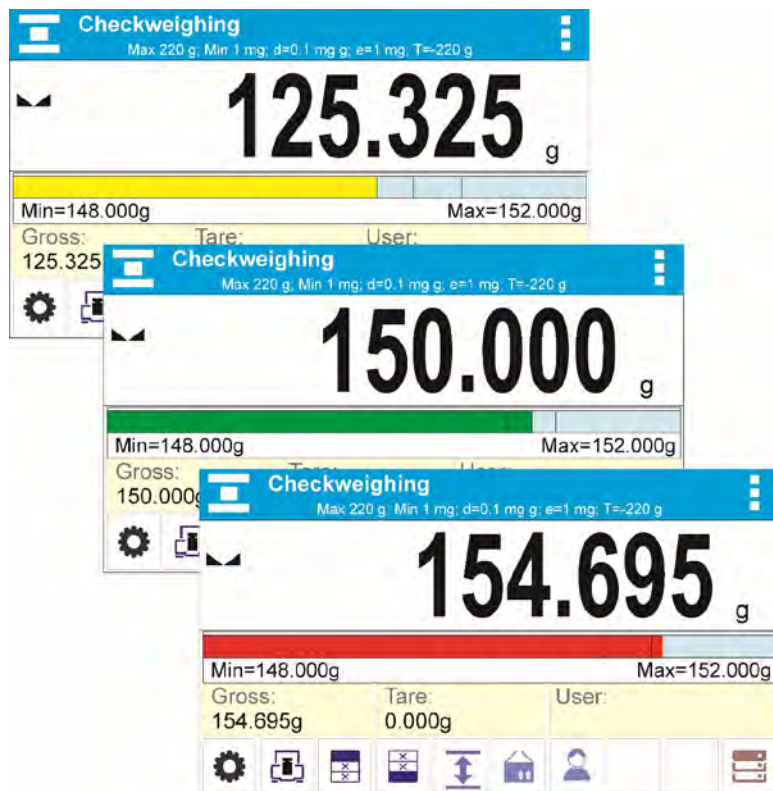 Checkweighing
Max 220 g; Min 1 mg; d=0.1 mg g; e=1 mg; T=-220 g
125.325 g
Min=148.000g Max=152.000g
Gross: Tare: User:
125.325
Checkweighing
Max 220 g; Min 1 mg; d=0.1 mg g; e=1 mg; T=-220 g
150.000 g
Min=148.000g Max=152.000g
Gross:
150.000g
Checkweighing
Max 220 g; Min 1 mg; d=0.1 mg g; e=1 mg; T=-220 g
154.695 g
Min=148.000g Max=152.000g
Gross: Tare: User:
154.695g 0.000g